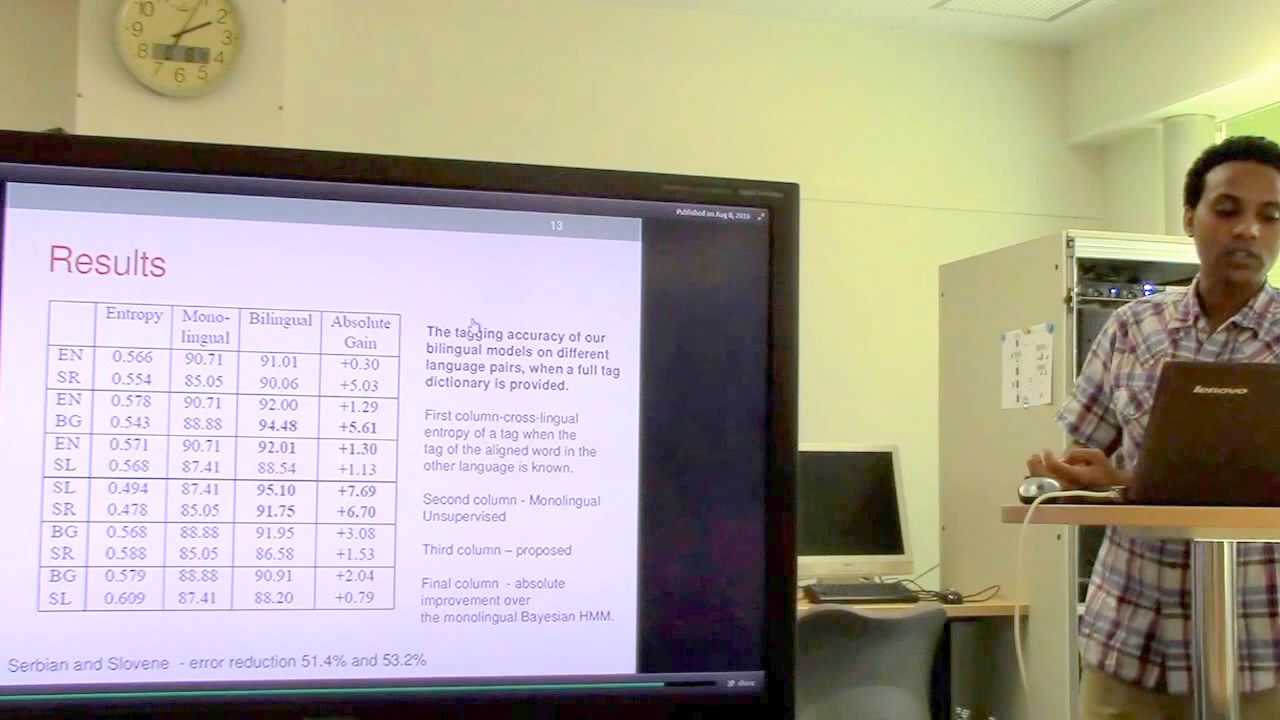 10
2
9
3
8
4
6
5
Published on Aug 8, 2016
13
Results
Entropy Mono-lingual Bilingual Absolute Gain
EN 0.566 90.71 91.01 +0.30
SR 0.554 85.05 90.06 +5.03
EN 0.578 90.71 92.00 +1.29
BG 0.543 88.88 94.48 +5.61
EN 0.571 90.71 92.01 +1.30
SL 0.568 87.41 88.54 +1.13
SL 0.494 87.41 95.10 +7.69
SR 0.478 85.05 91.75 +6.70
BG 0.568 88.88 91.95 +3.08
SR 0.588 85.05 86.58 +1.53
BG 0.579 88.88 90.91 +2.04
SL 0.609 87.41 88.20 +0.79
The tagging accuracy of our
bilingual models on different
language pairs, when a full tag
dictionary is provided.
First column-cross-lingual
entropy of a tag when the
tag of the aligned word in the
other language is known.
Second column - Monolingual
Unsupervised
Third column – proposed
Final column - absolute
improvement over
the monolingual Bayesian HMM.
Serbian and Slovene - error reduction 51.4% and 53.2%
share
lenovo